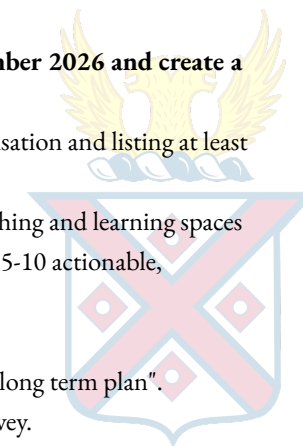 ber 2026 and create a
sation and listing at least
hing and learning spaces
5-10 actionable,
long term plan".
vey.